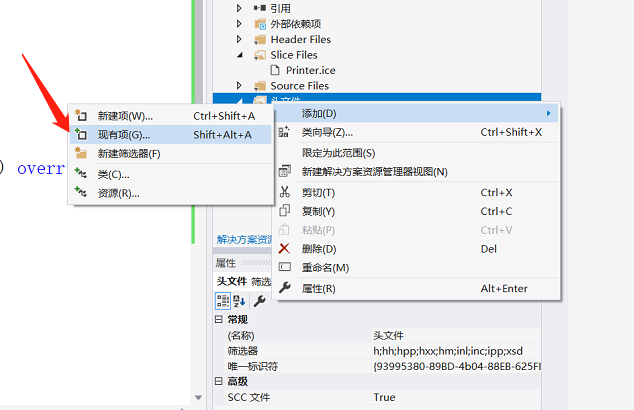 引用
外部依赖项
Header Files
Slice Files
Printer.ice
Source Files
头文件
新建项(W)... Ctrl+Shift+A
现有项(G)... Shift+Alt+A
新建筛选器(F)
类(C)...
资源(R)...
) overr
添加(D)
类向导(Z)... Ctrl+Shift+X
限定为此范围(S)
新建解决方案资源管理器视图(N)
剪切(T) Ctrl+X
复制(Y) Ctrl+C
粘贴(P) Ctrl+V
删除(D) Del
重命名(M)
属性(R) Alt+Enter
解决方案资源
属性
头文件 筛选
常规
(名称) 头文件
筛选器 h;hh;hpp;hxx;hm;inl;inc;ipp;xsd
唯一标识符 {93995380-89BD-4b04-88EB-625FI
高级
SCC 文件 True